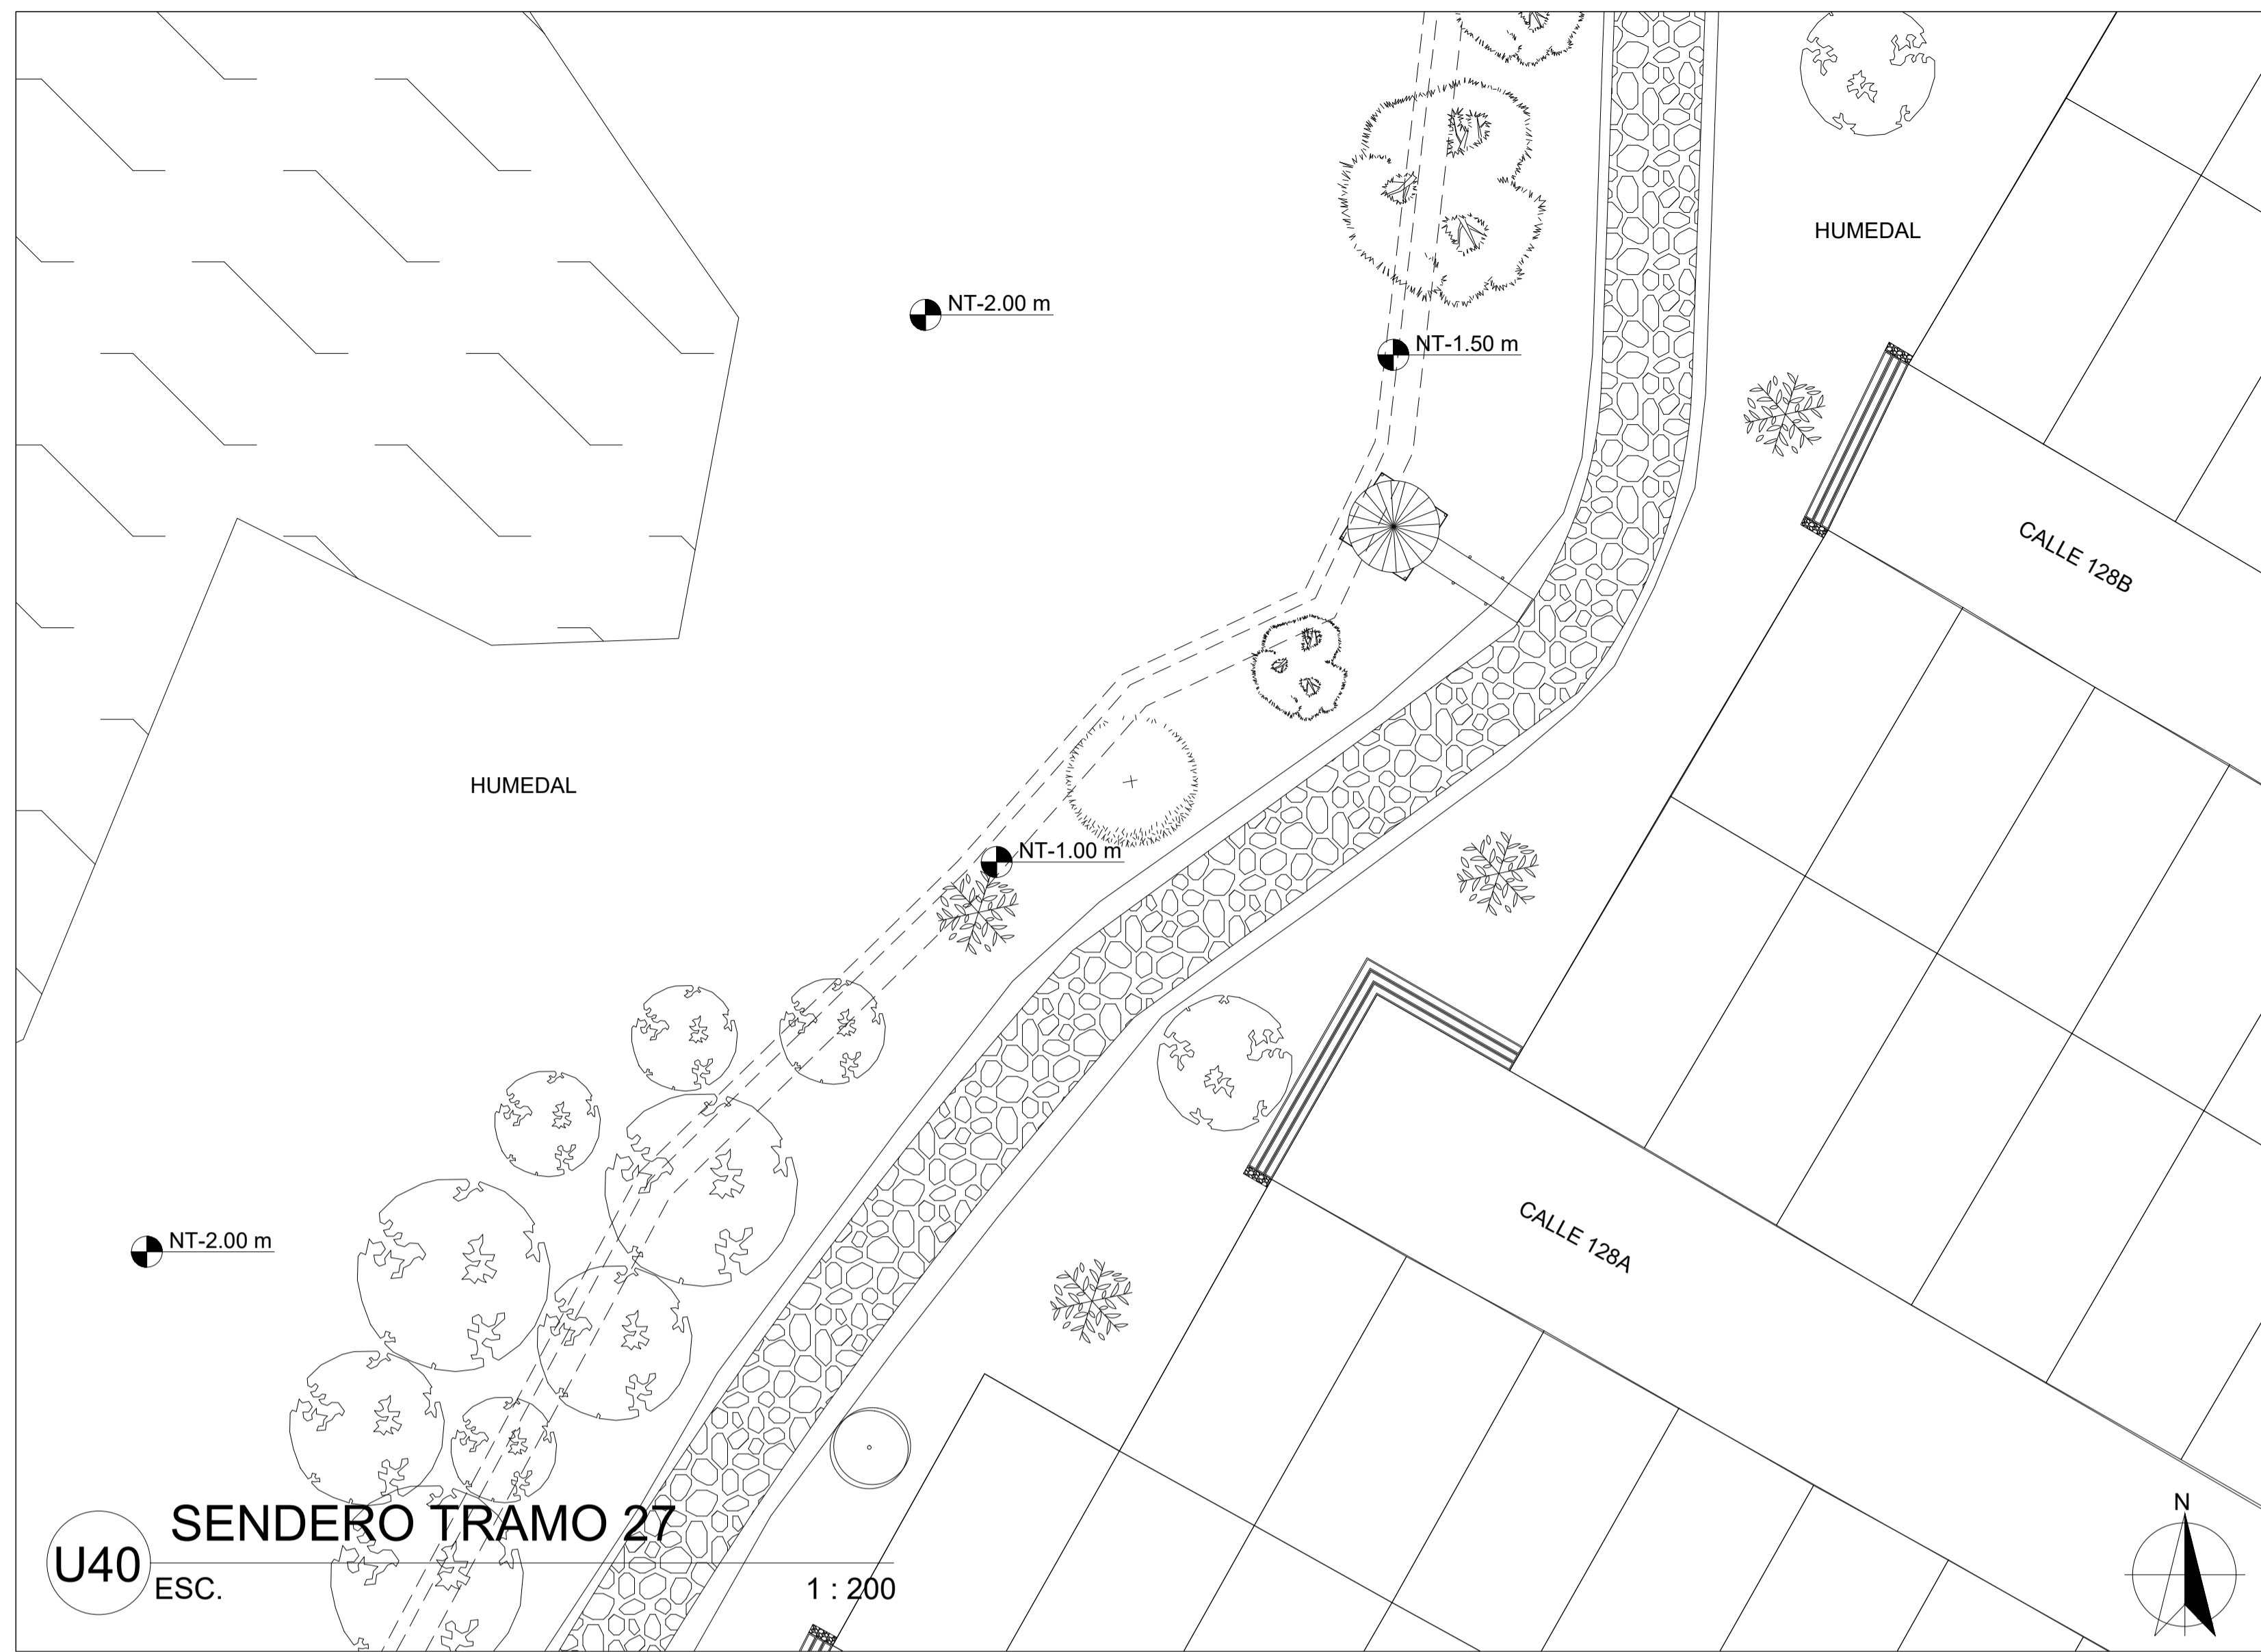 HUMEDAL
NT-2.00 m
NT-1.50 m
CALLE 128B
HUMEDAL
NT-1.00 m
CALLE 128A
NT-2.00 m
SENDERO TRAMO 27
U40
ESC.
1 : 200
N